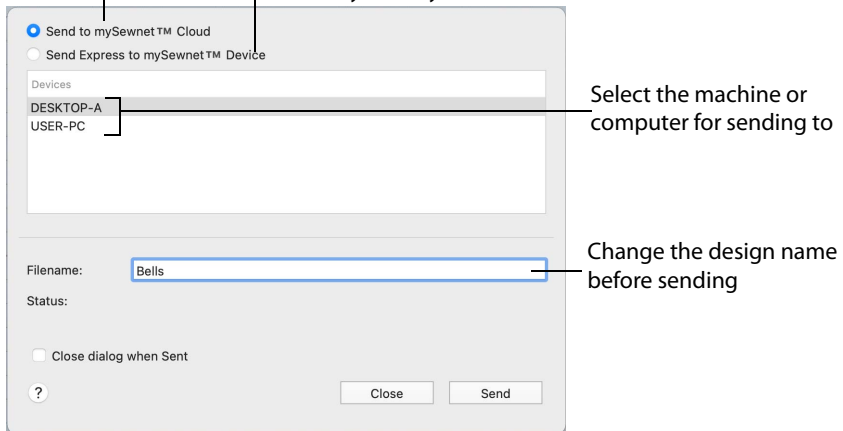 Send to mySewnet™ Cloud
Send Express to mySewnet™ Device
Devices
DESKTOP-A
USER-PC
Select the machine or
computer for sending to
Filename: Bells
Change the design name
before sending
Status:
Close dialog when Sent
? Close Send